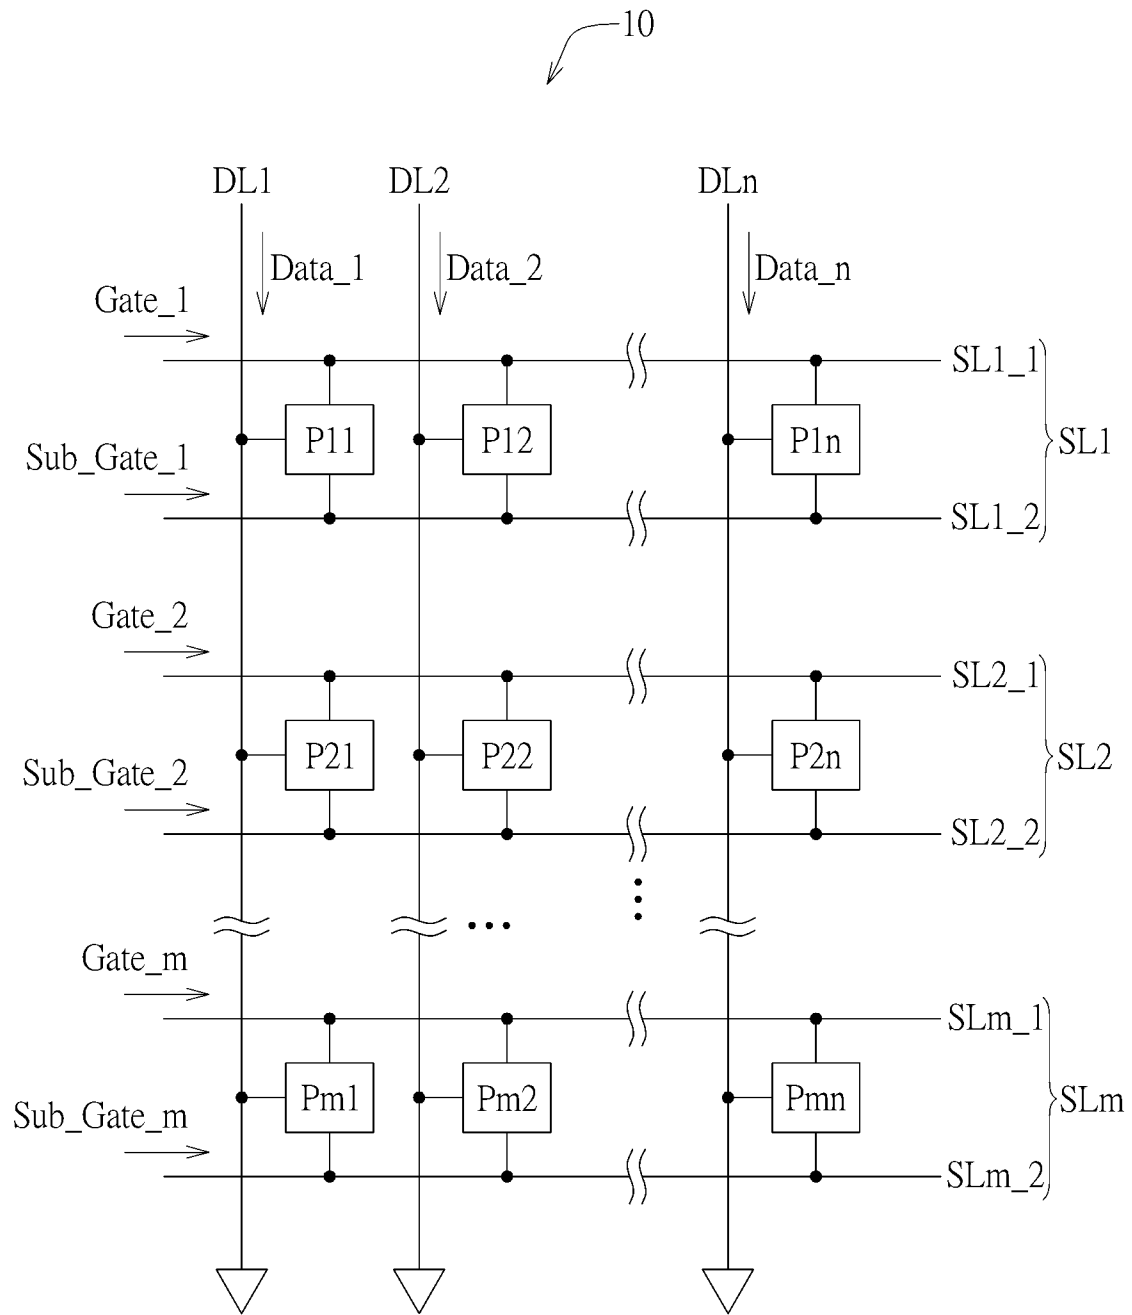 10
DL1 DL2 DLn
Data_1 Data_2 Data_n
Gate_1
SL1_1
P11 P12 P1n
SL1
Sub_Gate_1
SL1_2
Gate_2
SL2_1
P21 P22 P2n
SL2
Sub_Gate_2
SL2_2
Gate_m
SLm_1
Pm1 Pm2 Pmn
SLm
Sub_Gate_m
SLm_2